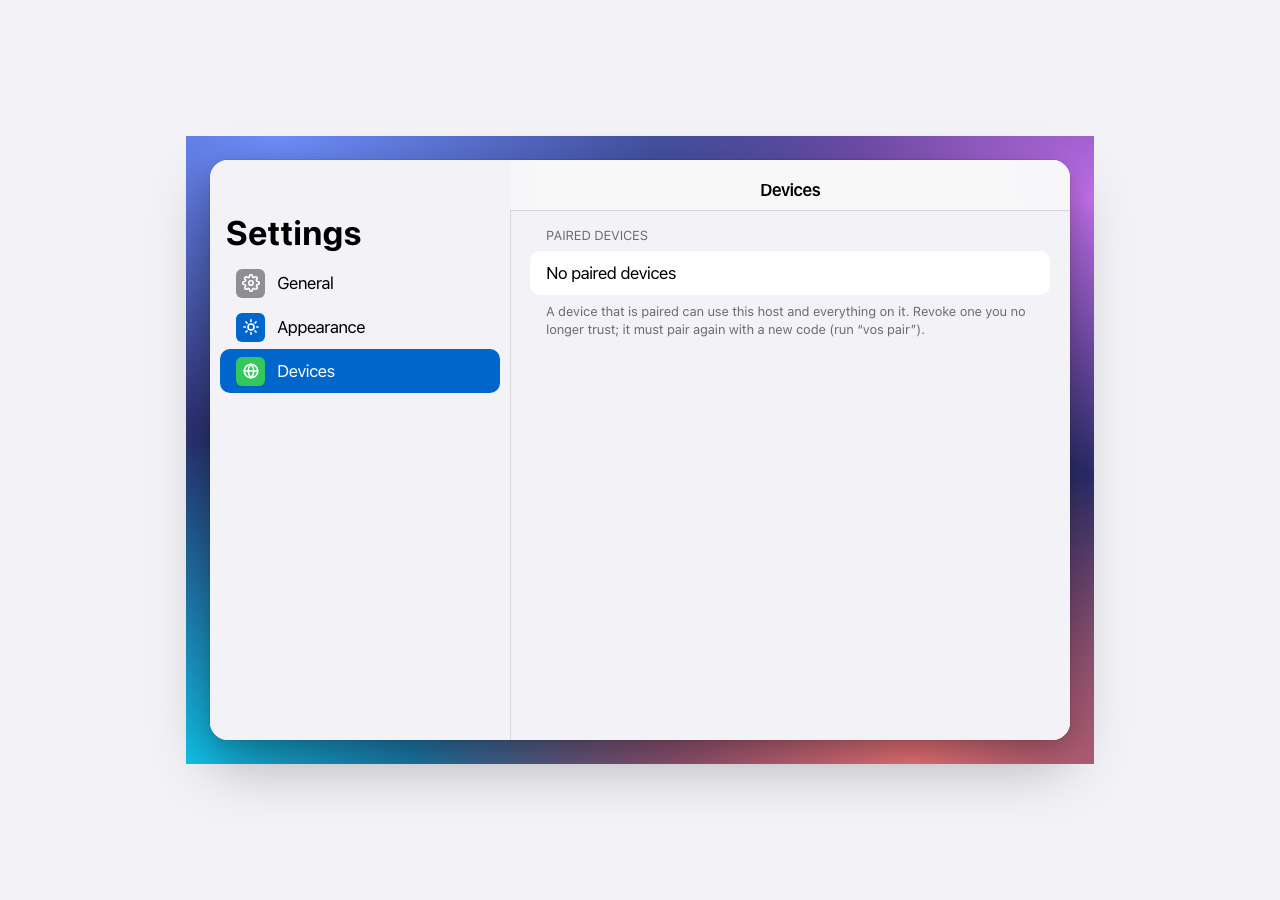 Settings
General
Appearance
Devices
Devices
PAIRED DEVICES
No paired devices
A device that is paired can use this host and everything on it. Revoke one you no
longer trust; it must pair again with a new code (run “vos pair”).